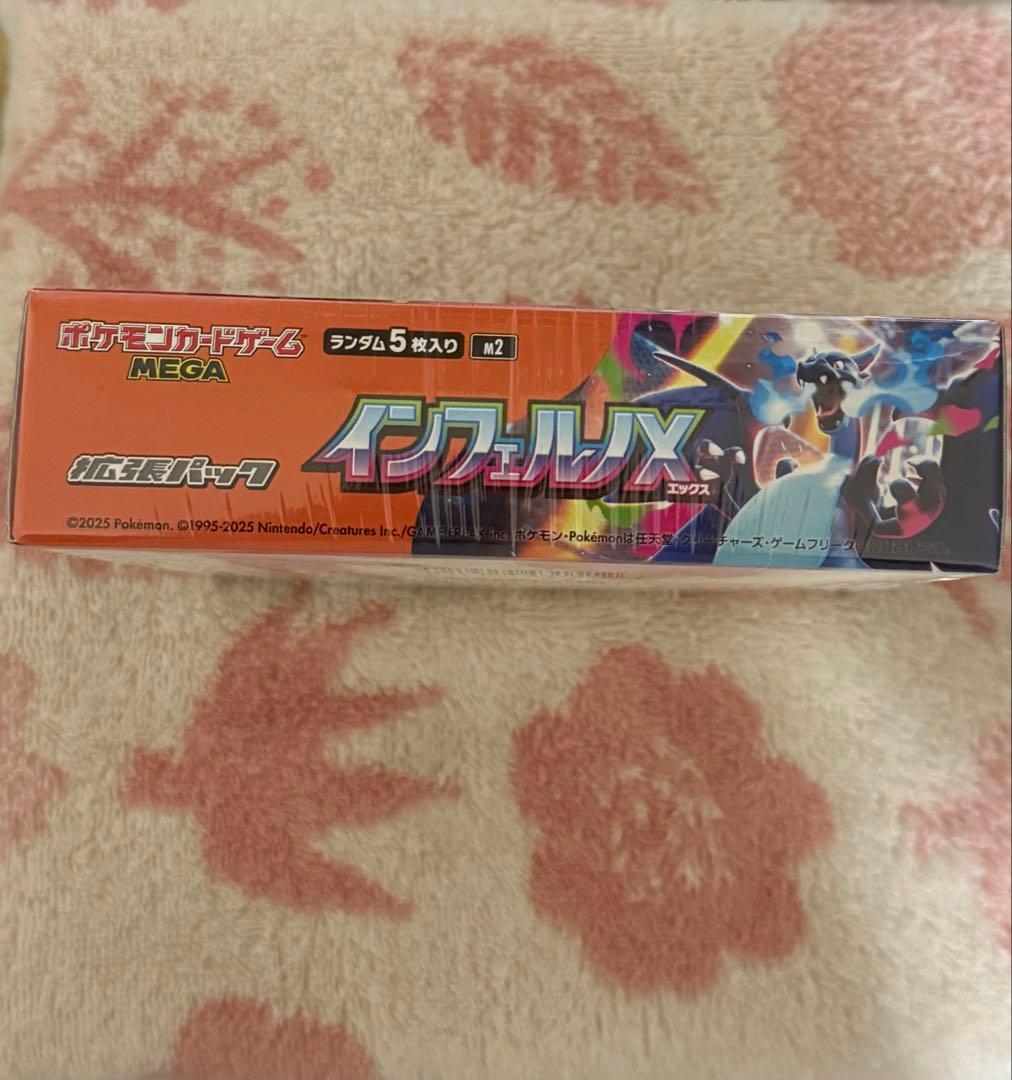 ポケモンカードゲーム
MEGA
ランダム5枚入り M2
拡張パック
インフェルノX
エックス
©2025 Pokémon. ©1995-2025 Nintendo/Creatures Inc./GAME FREAK inc. ポケモン・Pokémonは任天堂・クリーチャーズ・ゲームフリーク